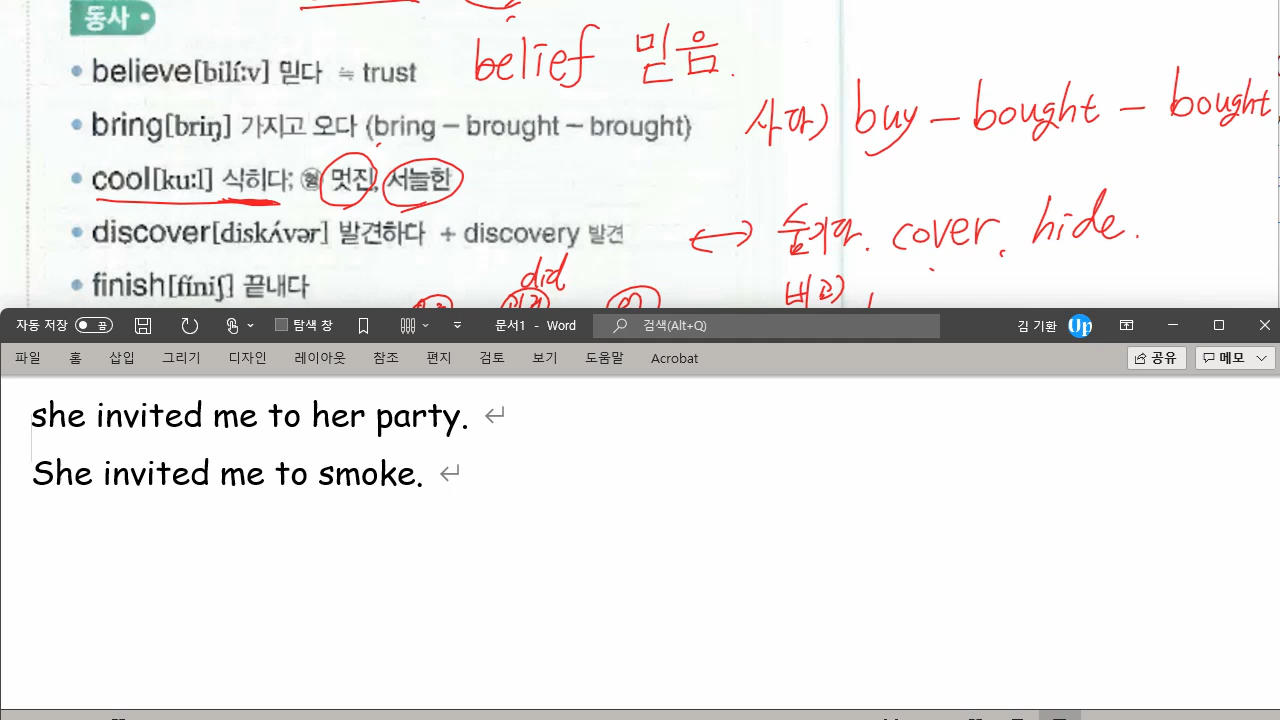 동사
belief 믿음.
believe[bilíːv] 믿다 ≒ trust
사다) buy – bought – bought
bring[briŋ] 가지고 오다 (bring – brought – brought)
cool[kuːl] 식히다; 형 멋진, 서늘한
discover[diskʌ́vər] 발견하다 + discovery 발견
↔ 숨기다. cover. hide.
did
finish[fíniʃ] 끝내다
자동 저장 끔 탐색 창 문서1 - Word 검색(Alt+Q) 김 기환 Up
파일 홈 삽입 그리기 디자인 레이아웃 참조 편지 검토 보기 도움말 Acrobat 공유 메모
she invited me to her party. ↵
She invited me to smoke. ↵